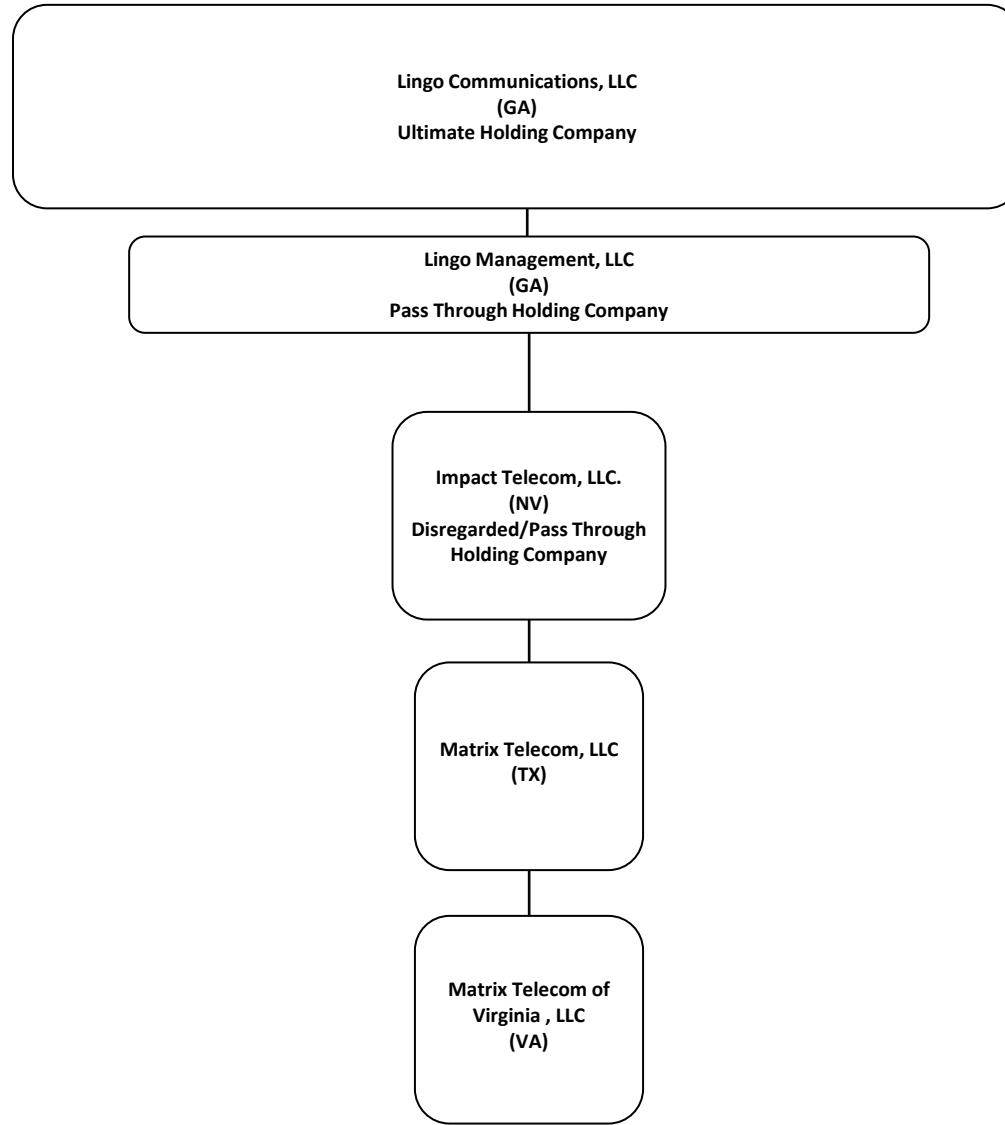 Lingo Communications, LLC
(GA)
Ultimate Holding Company
Lingo Management, LLC
(GA)
Pass Through Holding Company
Impact Telecom, LLC.
(NV)
Disregarded/Pass Through
Holding Company
Matrix Telecom, LLC
(TX)
Matrix Telecom of
Virginia , LLC
(VA)